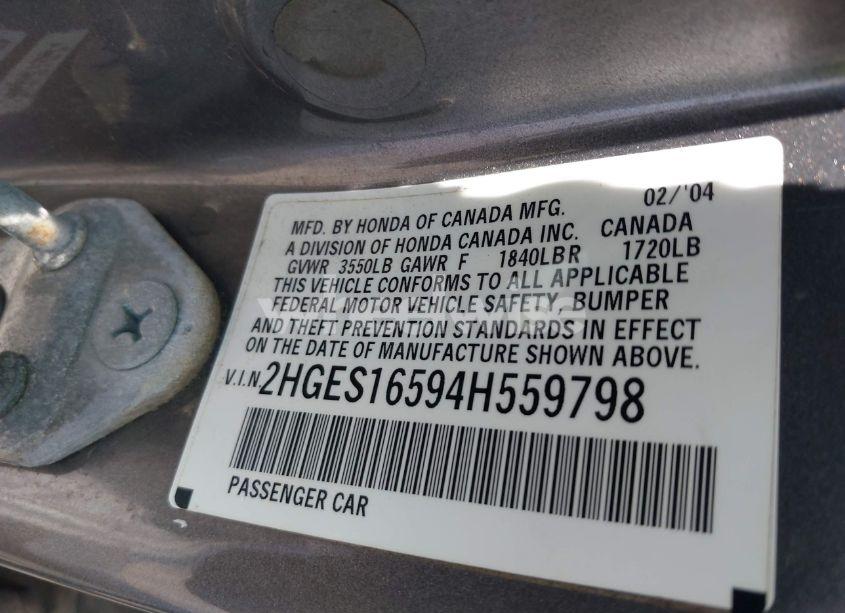 02/'04
MFD. BY HONDA OF CANADA MFG.
A DIVISION OF HONDA CANADA INC. CANADA
GVWR 3550LB GAWR F 1840LB R 1720LB
THIS VEHICLE CONFORMS TO ALL APPLICABLE
FEDERAL MOTOR VEHICLE SAFETY, BUMPER
AND THEFT PREVENTION STANDARDS IN EFFECT
ON THE DATE OF MANUFACTURE SHOWN ABOVE.
V.I.N. 2HGES16594H559798
PASSENGER CAR